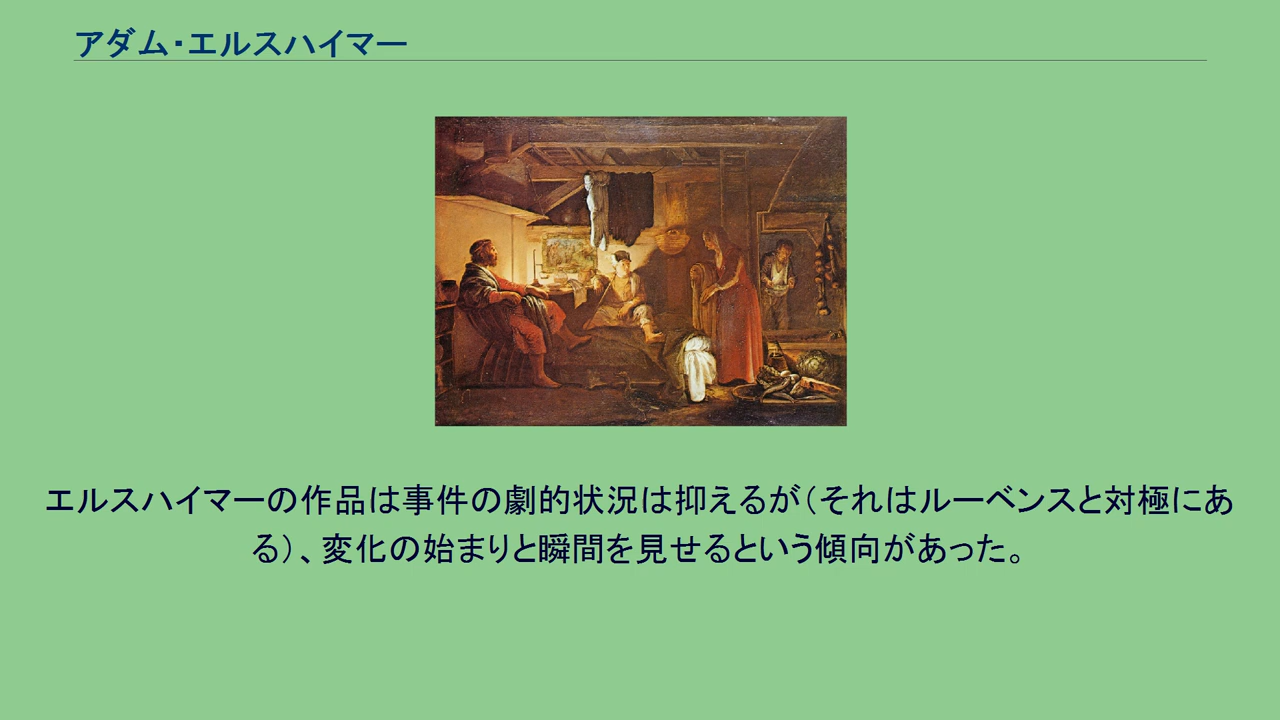 アダム・エルスハイマー
エルスハイマーの作品は事件の劇的状況は抑えるが（それはルーベンスと対極にあ
る）、変化の始まりと瞬間を見せるという傾向があった。